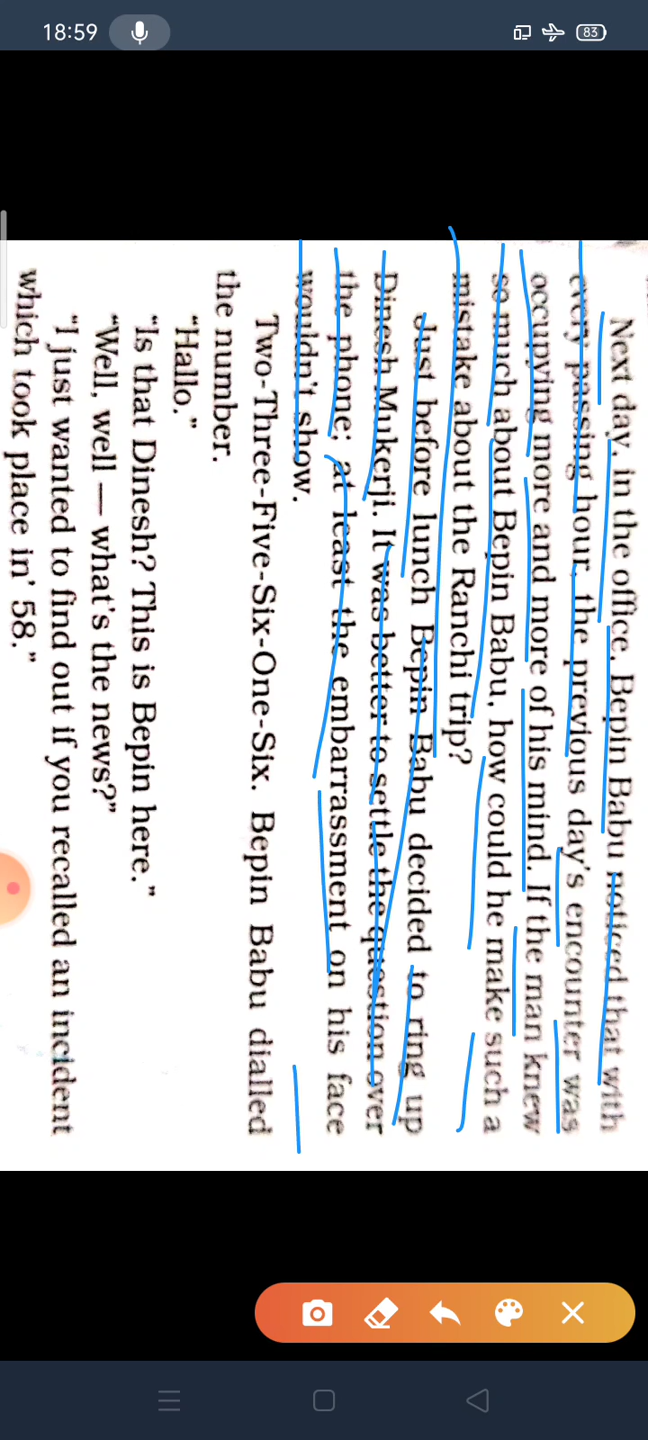 18:59
83
Next day, in the office, Bepin Babu noticed that with
every passing hour, the previous day's encounter was
occupying more and more of his mind. If the man knew
so much about Bepin Babu, how could he make such a
mistake about the Ranchi trip?
Just before lunch Bepin Babu decided to ring up
Dinesh Mukerji. It was better to settle the question over
the phone; at least the embarrassment on his face
wouldn't show.
Two-Three-Five-Six-One-Six. Bepin Babu dialled
the number.
“Hallo.”
“Is that Dinesh? This is Bepin here.”
“Well, well — what's the news?”
“I just wanted to find out if you recalled an incident
which took place in' 58.”